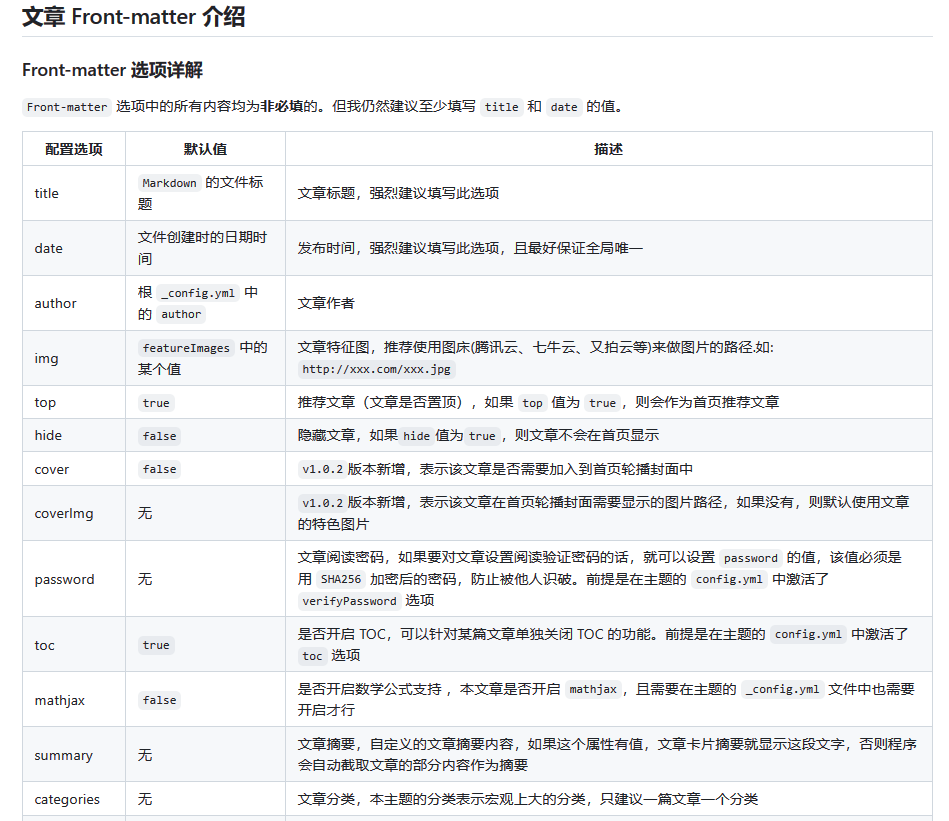 文章 Front-matter 介绍
Front-matter 选项详解
Front-matter 选项中的所有内容均为非必填的。但我仍然建议至少填写 title 和 date 的值。
配置选项 默认值 描述
title
Markdown 的文件标
题
文章标题，强烈建议填写此选项
date
文件创建时的日期时
间
发布时间，强烈建议填写此选项，且最好保证全局唯一
author
根 _config.yml 中
的 author
文章作者
img
featureImages 中的
某个值
文章特征图，推荐使用图床(腾讯云、七牛云、又拍云等)来做图片的路径.如:
http://xxx.com/xxx.jpg
top
true
推荐文章（文章是否置顶），如果 top 值为 true，则会作为首页推荐文章
hide
false
隐藏文章，如果hide值为true，则文章不会在首页显示
cover
false
v1.0.2版本新增，表示该文章是否需要加入到首页轮播封面中
coverImg
无
v1.0.2版本新增，表示该文章在首页轮播封面需要显示的图片路径，如果没有，则默认使用文章
的特色图片
password
无
文章阅读密码，如果要对文章设置阅读验证密码的话，就可以设置 password 的值，该值必须是
用 SHA256 加密后的密码，防止被他人识破。前提是在主题的 config.yml 中激活了
verifyPassword 选项
toc
true
是否开启 TOC，可以针对某篇文章单独关闭 TOC 的功能。前提是在主题的 config.yml 中激活了
toc 选项
mathjax
false
是否开启数学公式支持 ，本文章是否开启 mathjax，且需要在主题的 _config.yml 文件中也需要
开启才行
summary
无
文章摘要，自定义的文章摘要内容，如果这个属性有值，文章卡片摘要就显示这段文字，否则程序
会自动截取文章的部分内容作为摘要
categories
无
文章分类，本主题的分类表示宏观上大的分类，只建议一篇文章一个分类